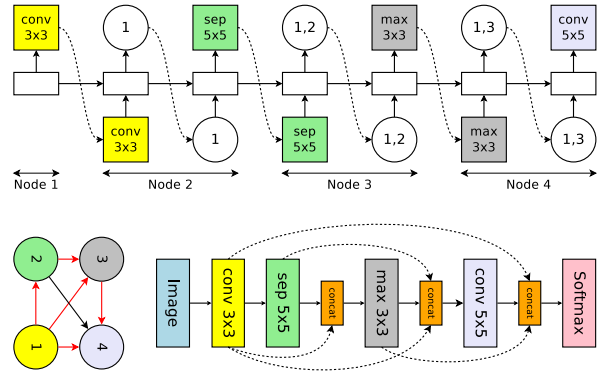 conv
3x3
1
sep
5x5
1,2
max
3x3
1,3
conv
5x5
conv
3x3
1
sep
5x5
1,2
max
3x3
1,3
Node 1
Node 2
Node 3
Node 4
2
3
1
4
Image
conv 3x3
sep 5x5
concat
max 3x3
concat
conv 5x5
concat
Softmax